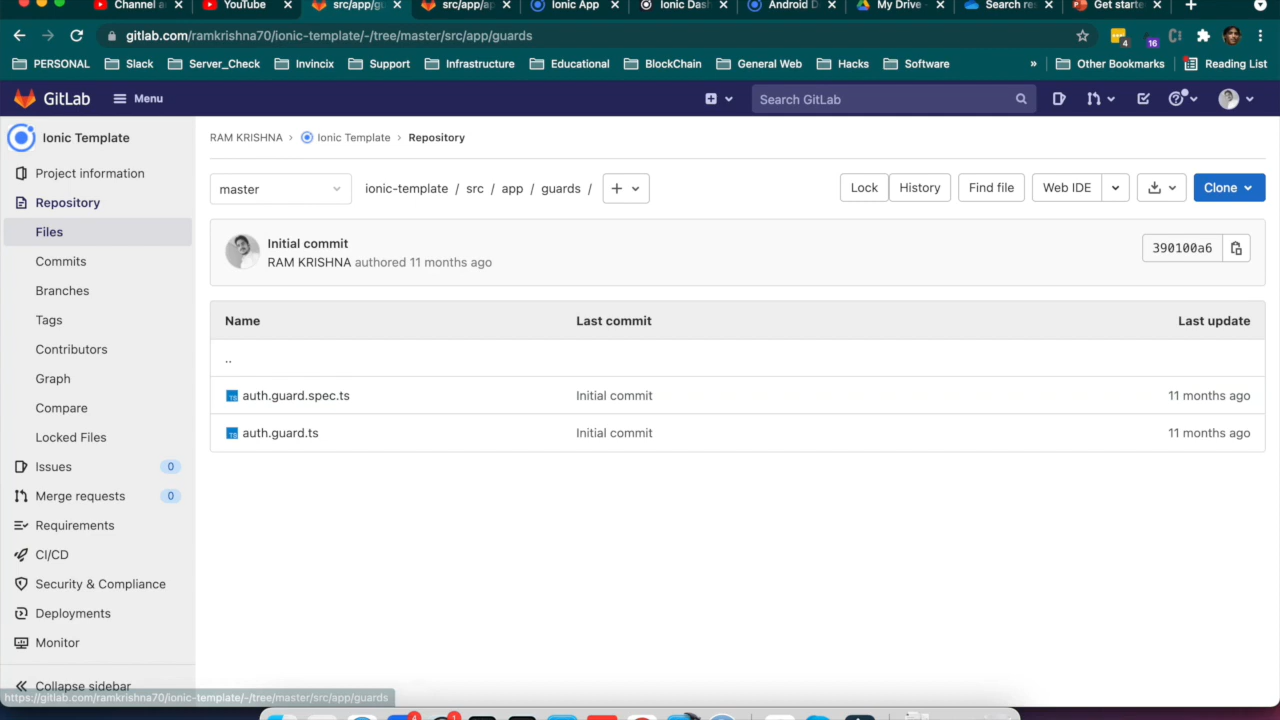 Channel a
YouTube
src/app/gu
src/app/ap
Ionic App
Ionic Das
Android D
My Drive -
Search res
Get starte
gitlab.com/ramkrishna70/ionic-template/-/tree/master/src/app/guards
4
16
PERSONAL
Slack
Server_Check
Invincix
Support
Infrastructure
Educational
BlockChain
General Web
Hacks
Software
»
Other Bookmarks
Reading List
GitLab
Menu
Search GitLab
Ionic Template
RAM KRISHNA › Ionic Template › Repository
Project information
Repository
Files
Commits
Branches
Tags
Contributors
Graph
Compare
Locked Files
Issues 0
Merge requests 0
Requirements
CI/CD
Security & Compliance
Deployments
Monitor
Collapse sidebar
master
ionic-template / src / app / guards /
Lock
History
Find file
Web IDE
Clone
Initial commit
RAM KRISHNA authored 11 months ago
390100a6
Name Last commit Last update
..
auth.guard.spec.ts Initial commit 11 months ago
auth.guard.ts Initial commit 11 months ago
https://gitlab.com/ramkrishna70/ionic-template/-/tree/master/src/app/guards
4
1